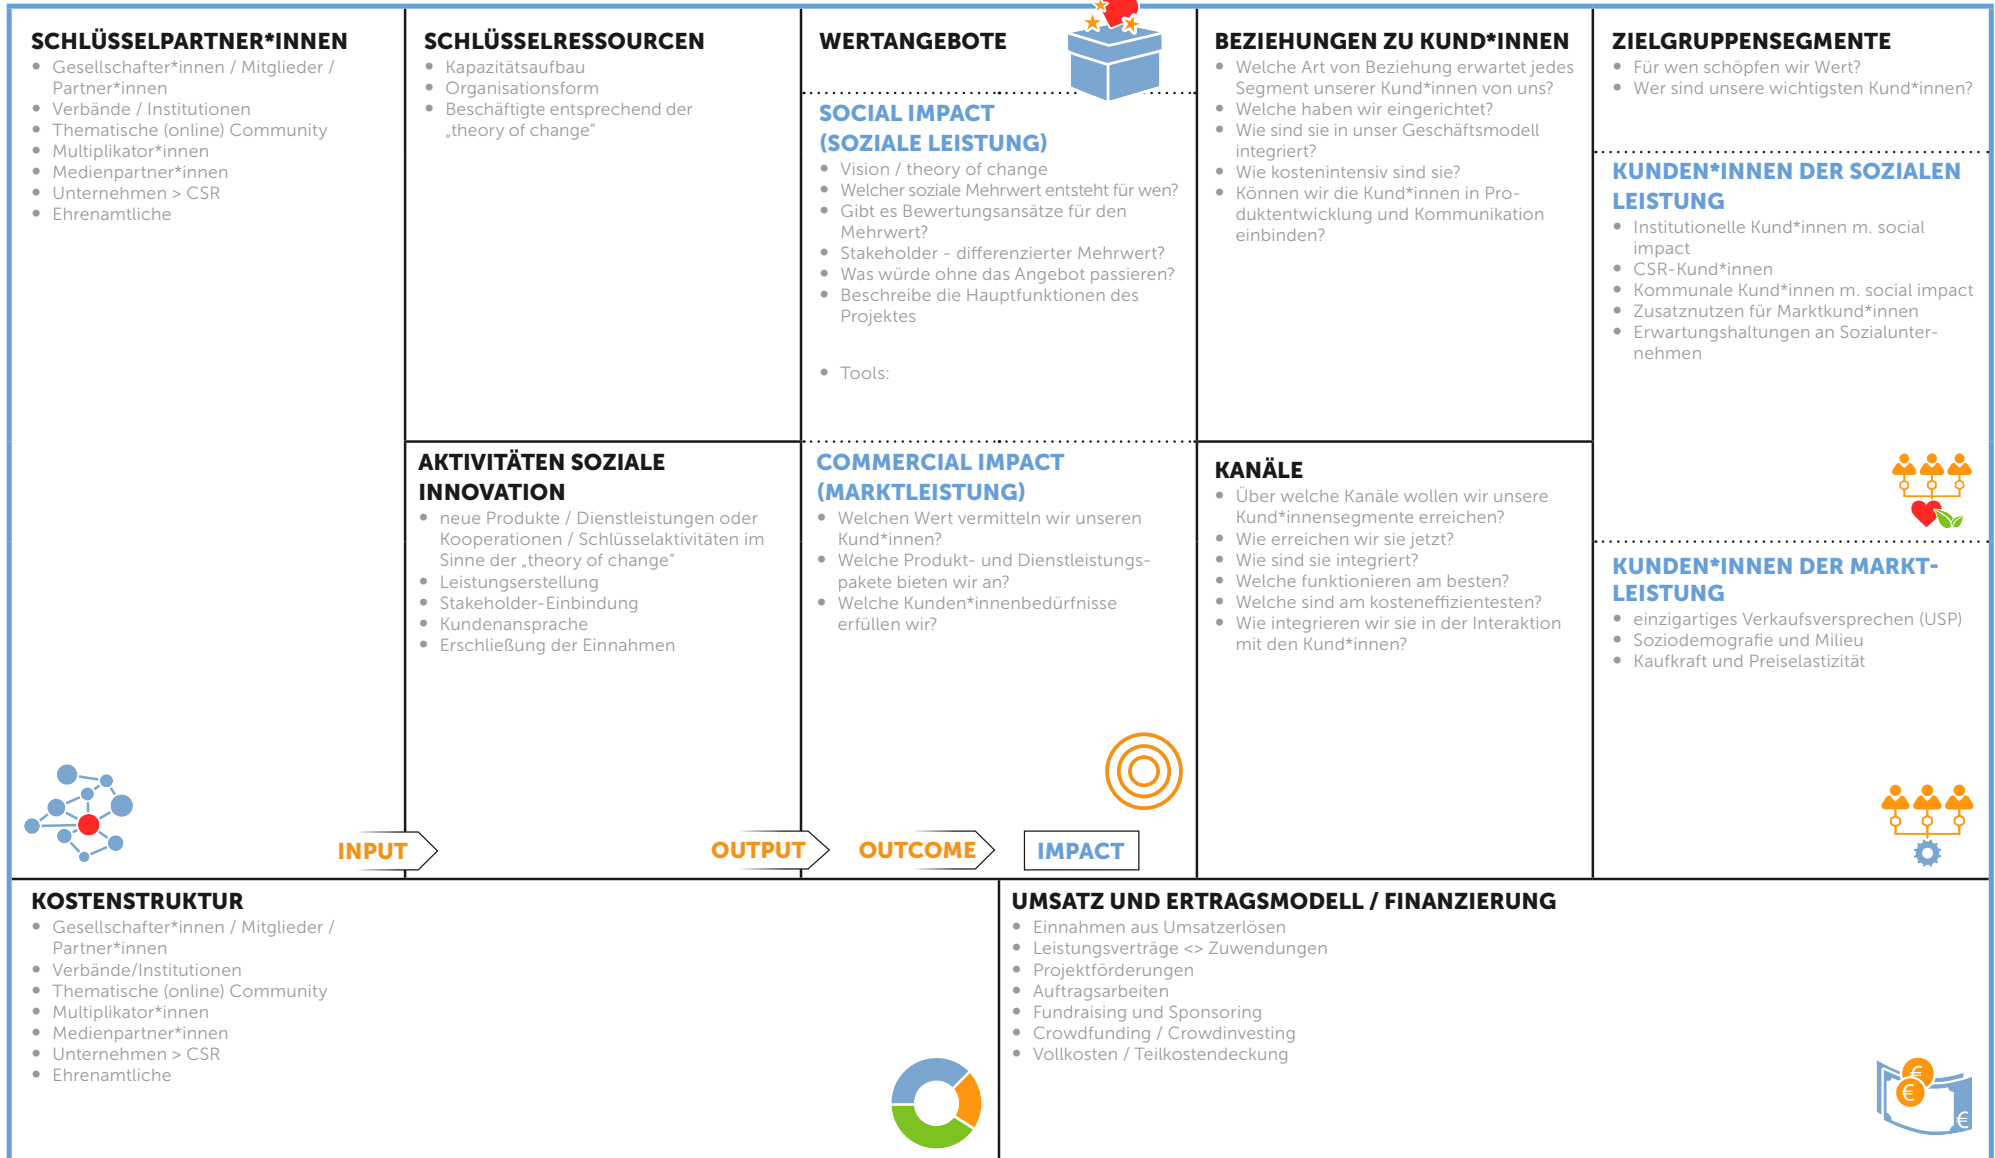 SCHLÜSSELPARTNER*INNEN
• Gesellschafter*innen / Mitglieder /
Partner*innen
• Verbände / Institutionen
• Thematische (online) Community
• Multiplikator*innen
• Medienpartner*innen
• Unternehmen > CSR
• Ehrenamtliche
SCHLÜSSELRESSOURCEN
• Kapazitätsaufbau
• Organisationsform
• Beschäftigte entsprechend der
„theory of change“
AKTIVITÄTEN SOZIALE
INNOVATION
• neue Produkte / Dienstleistungen oder
Kooperationen / Schlüsselaktivitäten im
Sinne der „theory of change“
• Leistungserstellung
• Stakeholder-Einbindung
• Kundenansprache
• Erschließung der Einnahmen
WERTANGEBOTE
SOCIAL IMPACT
(SOZIALE LEISTUNG)
• Vision / theory of change
• Welcher soziale Mehrwert entsteht für wen?
• Gibt es Bewertungsansätze für den
Mehrwert?
• Stakeholder - differenzierter Mehrwert?
• Was würde ohne das Angebot passieren?
• Beschreibe die Hauptfunktionen des
Projektes
• Tools:
COMMERCIAL IMPACT
(MARKTLEISTUNG)
• Welchen Wert vermitteln wir unseren
Kund*innen?
• Welche Produkt- und Dienstleistungs-
pakete bieten wir an?
• Welche Kunden*innenbedürfnisse
erfüllen wir?
BEZIEHUNGEN ZU KUND*INNEN
• Welche Art von Beziehung erwartet jedes
Segment unserer Kund*innen von uns?
• Welche haben wir eingerichtet?
• Wie sind sie in unser Geschäftsmodell
integriert?
• Wie kostenintensiv sind sie?
• Können wir die Kund*innen in Pro-
duktentwicklung und Kommunikation
einbinden?
KANÄLE
• Über welche Kanäle wollen wir unsere
Kund*innensegmente erreichen?
• Wie erreichen wir sie jetzt?
• Wie sind sie integriert?
• Welche funktionieren am besten?
• Welche sind am kosteneffizientesten?
• Wie integrieren wir sie in der Interaktion
mit den Kund*innen?
ZIELGRUPPENSEGMENTE
• Für wen schöpfen wir Wert?
• Wer sind unsere wichtigsten Kund*innen?
KUNDEN*INNEN DER SOZIALEN
LEISTUNG
• Institutionelle Kund*innen m. social
impact
• CSR-Kund*innen
• Kommunale Kund*innen m. social impact
• Zusatznutzen für Marktkund*innen
• Erwartungshaltungen an Sozialunter-
nehmen
KUNDEN*INNEN DER MARKT-
LEISTUNG
• einzigartiges Verkaufsversprechen (USP)
• Soziodemografie und Milieu
• Kaufkraft und Preiselastizität
INPUT
OUTPUT
OUTCOME
IMPACT
KOSTENSTRUKTUR
• Gesellschafter*innen / Mitglieder /
Partner*innen
• Verbände/Institutionen
• Thematische (online) Community
• Multiplikator*innen
• Medienpartner*innen
• Unternehmen > CSR
• Ehrenamtliche
UMSATZ UND ERTRAGSMODELL / FINANZIERUNG
• Einnahmen aus Umsatzerlösen
• Leistungsverträge <> Zuwendungen
• Projektförderungen
• Auftragsarbeiten
• Fundraising und Sponsoring
• Crowdfunding / Crowdinvesting
• Vollkosten / Teilkostendeckung
€
€
€